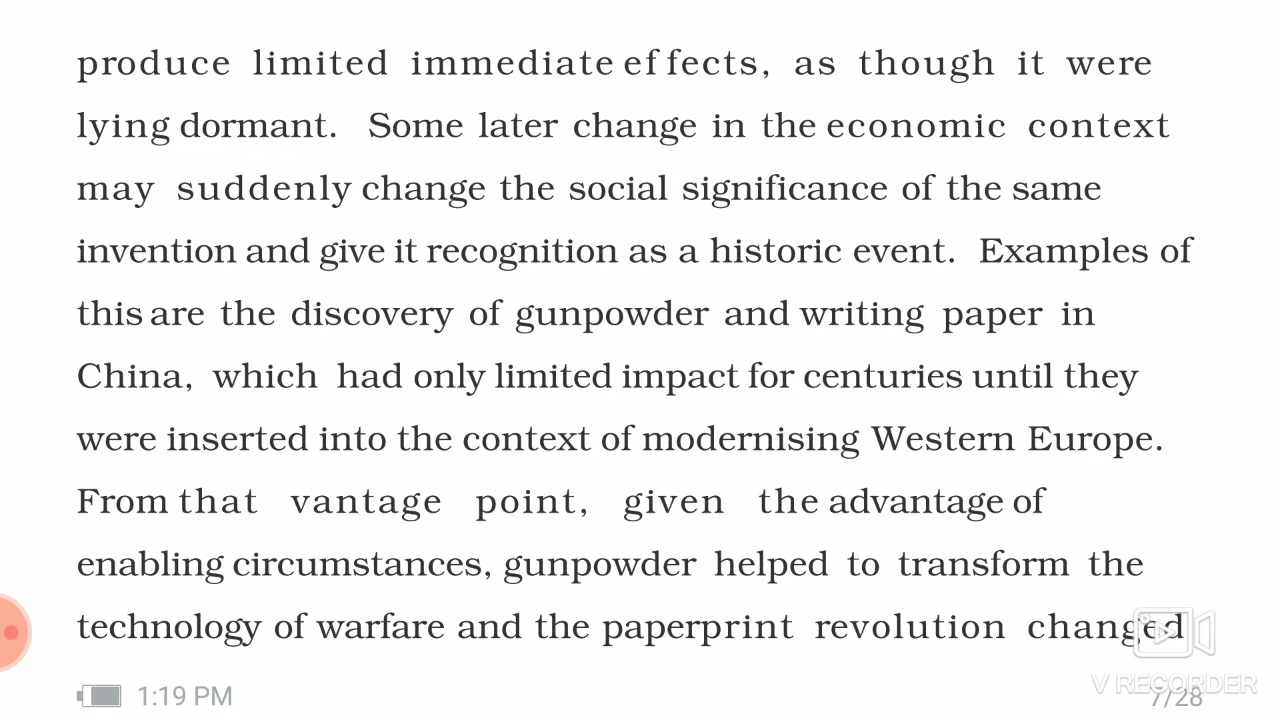 produce limited immediate ef fects, as though it were
lying dormant. Some later change in the economic context
may suddenly change the social significance of the same
invention and give it recognition as a historic event. Examples of
this are the discovery of gunpowder and writing paper in
China, which had only limited impact for centuries until they
were inserted into the context of modernising Western Europe.
From that vantage point, given the advantage of
enabling circumstances, gunpowder helped to transform the
technology of warfare and the paperprint revolution changed
1:19 PM
V RECORDER
7/28